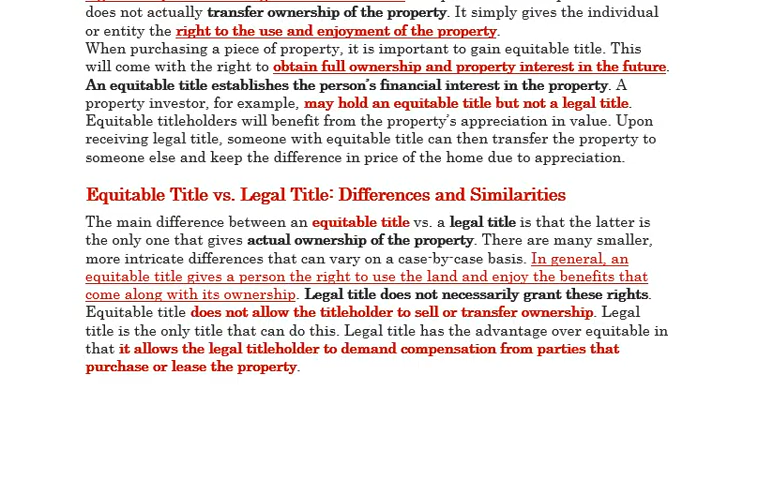 does not actually transfer ownership of the property. It simply gives the individual
or entity the right to the use and enjoyment of the property.
When purchasing a piece of property, it is important to gain equitable title. This
will come with the right to obtain full ownership and property interest in the future.
An equitable title establishes the person's financial interest in the property. A
property investor, for example, may hold an equitable title but not a legal title.
Equitable titleholders will benefit from the property's appreciation in value. Upon
receiving legal title, someone with equitable title can then transfer the property to
someone else and keep the difference in price of the home due to appreciation.
Equitable Title vs. Legal Title: Differences and Similarities
The main difference between an equitable title vs. a legal title is that the latter is
the only one that gives actual ownership of the property. There are many smaller,
more intricate differences that can vary on a case-by-case basis. In general, an
equitable title gives a person the right to use the land and enjoy the benefits that
come along with its ownership. Legal title does not necessarily grant these rights.
Equitable title does not allow the titleholder to sell or transfer ownership. Legal
title is the only title that can do this. Legal title has the advantage over equitable in
that it allows the legal titleholder to demand compensation from parties that
purchase or lease the property.